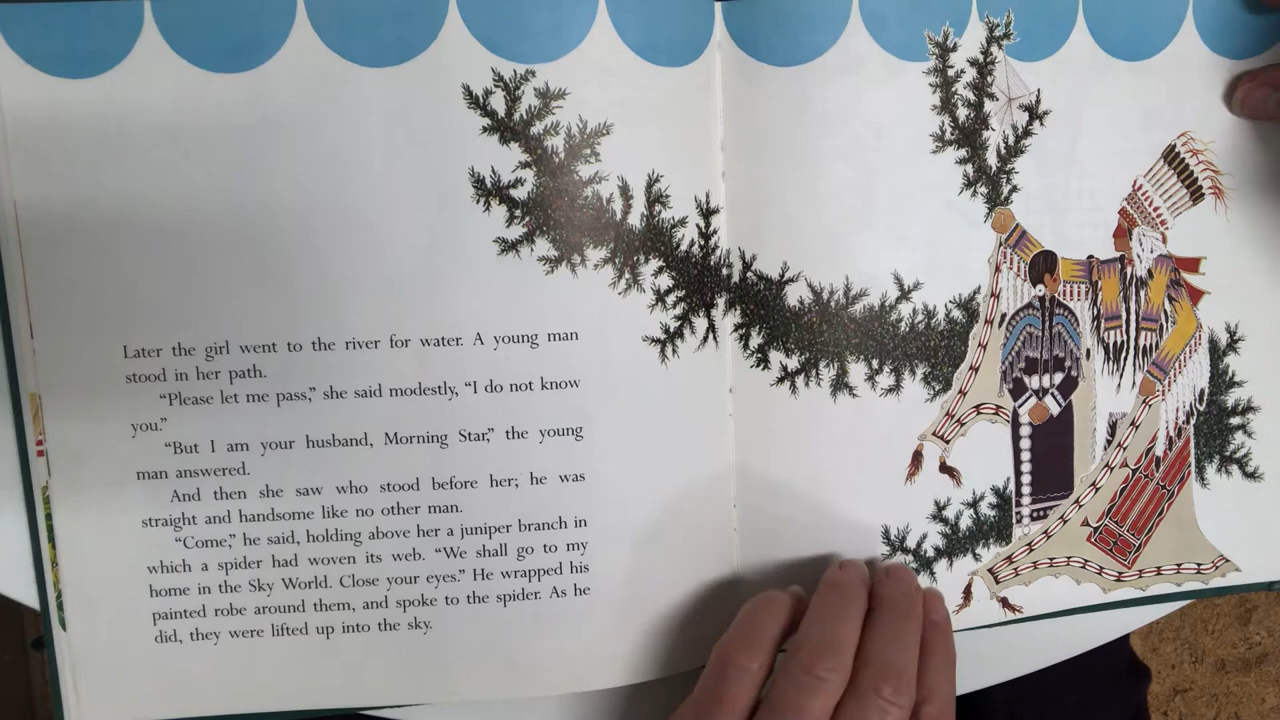 Later the girl went to the river for water. A young man
stood in her path.
“Please let me pass,” she said modestly, “I do not know
you.”
“But I am your husband, Morning Star,” the young
man answered.
And then she saw who stood before her; he was
straight and handsome like no other man.
“Come,” he said, holding above her a juniper branch in
which a spider had woven its web. “We shall go to my
home in the Sky World. Close your eyes.” He wrapped his
painted robe around them, and spoke to the spider. As he
did, they were lifted up into the sky.